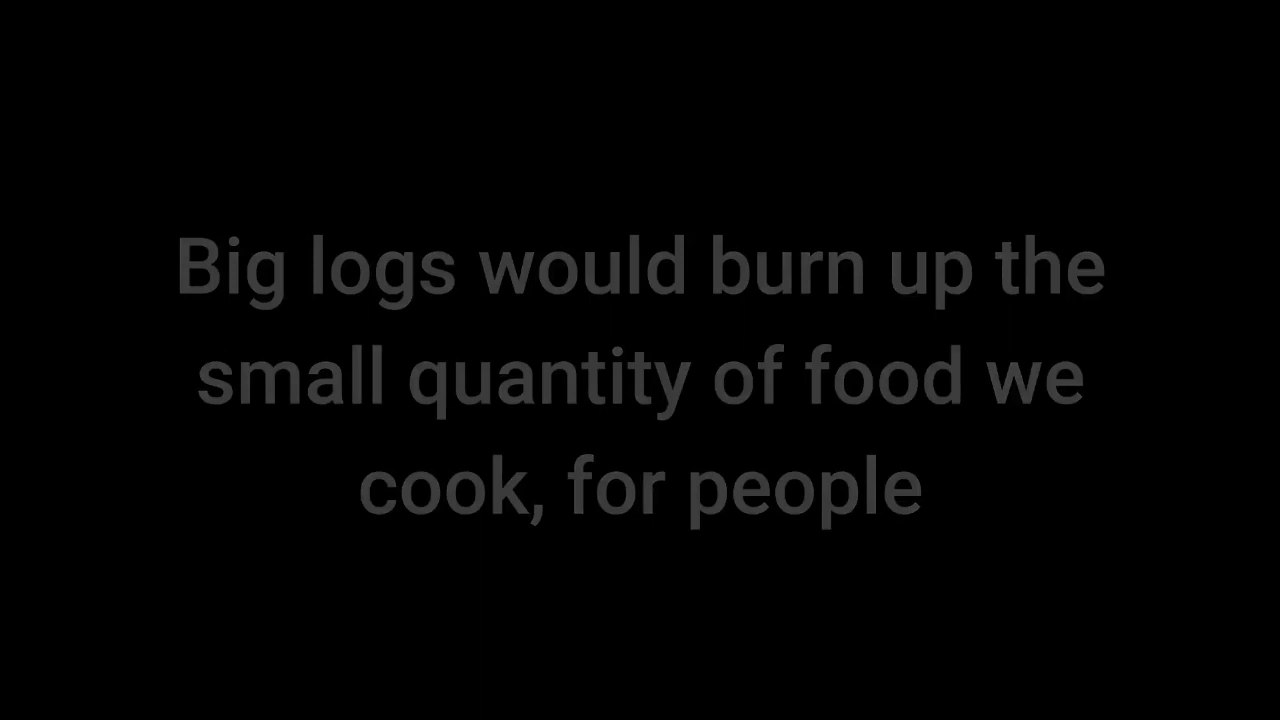 Big logs would burn up the
small quantity of food we
cook, for people